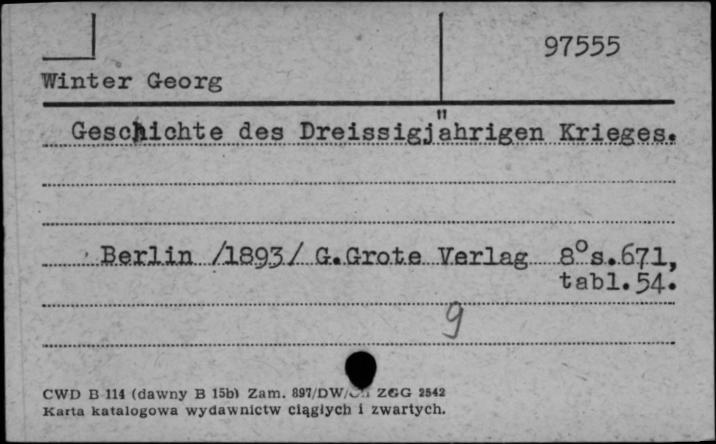 97555
Winter Georg
Geschichte des Dreissigjährigen Krieges.
Berlin /1893/ G.Grote Verlag 8° s.671,
tabl.54.
9
CWD B 114 (dawny B 15b) Zam. 897/DW/ ZGG 2542
Karta katalogowa wydawnictw ciągłych i zwartych.